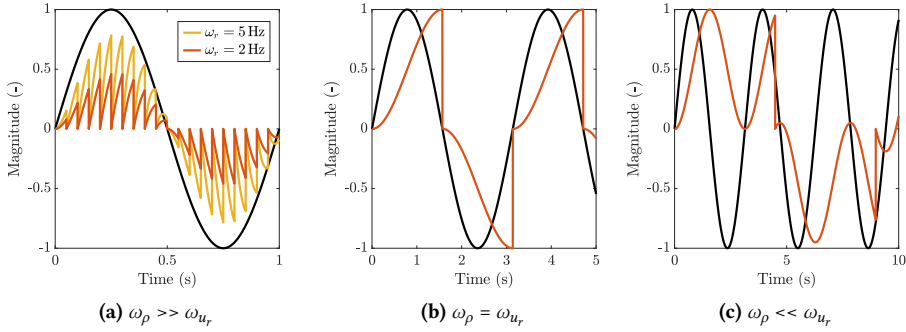 1
0.5
0
-0.5
-1
Magnitude (-)
0
0.5
1
Time (s)
ω_r = 5 Hz
ω_r = 2 Hz
(a) ω_ρ >> ω_{u_r}
1
0.5
0
-0.5
-1
Magnitude (-)
0 1 2 3 4 5
Time (s)
(b) ω_ρ = ω_{u_r}
1
0.5
0
-0.5
-1
Magnitude (-)
0 5 10
Time (s)
(c) ω_ρ << ω_{u_r}